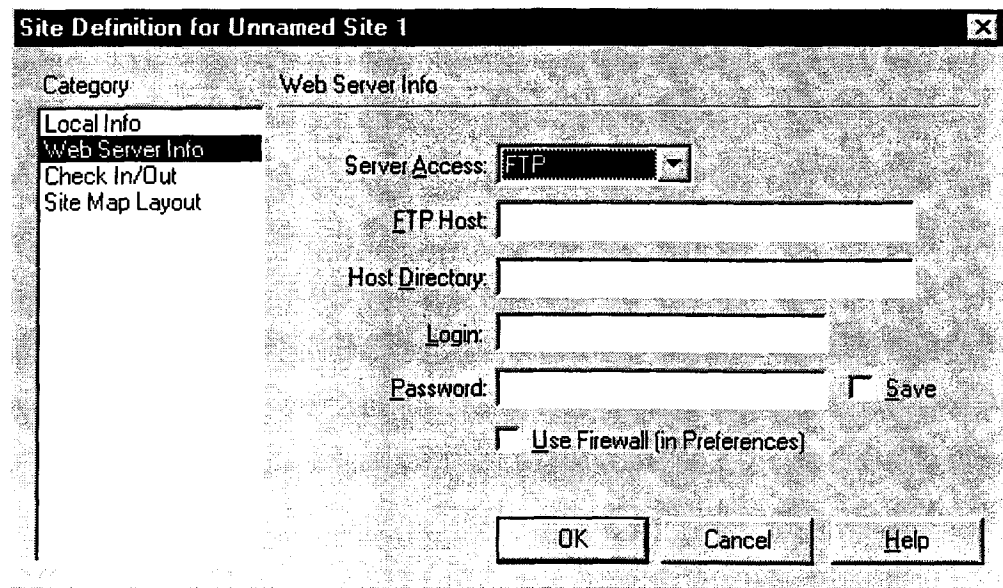 Site Definition for Unnamed Site 1
Category
Web Server Info
Local Info
Web Server Info
Check In/Out
Site Map Layout
Server Access: FTP
FTP Host:
Host Directory:
Login:
Password:
Save
Use Firewall (in Preferences)
OK
Cancel
Help